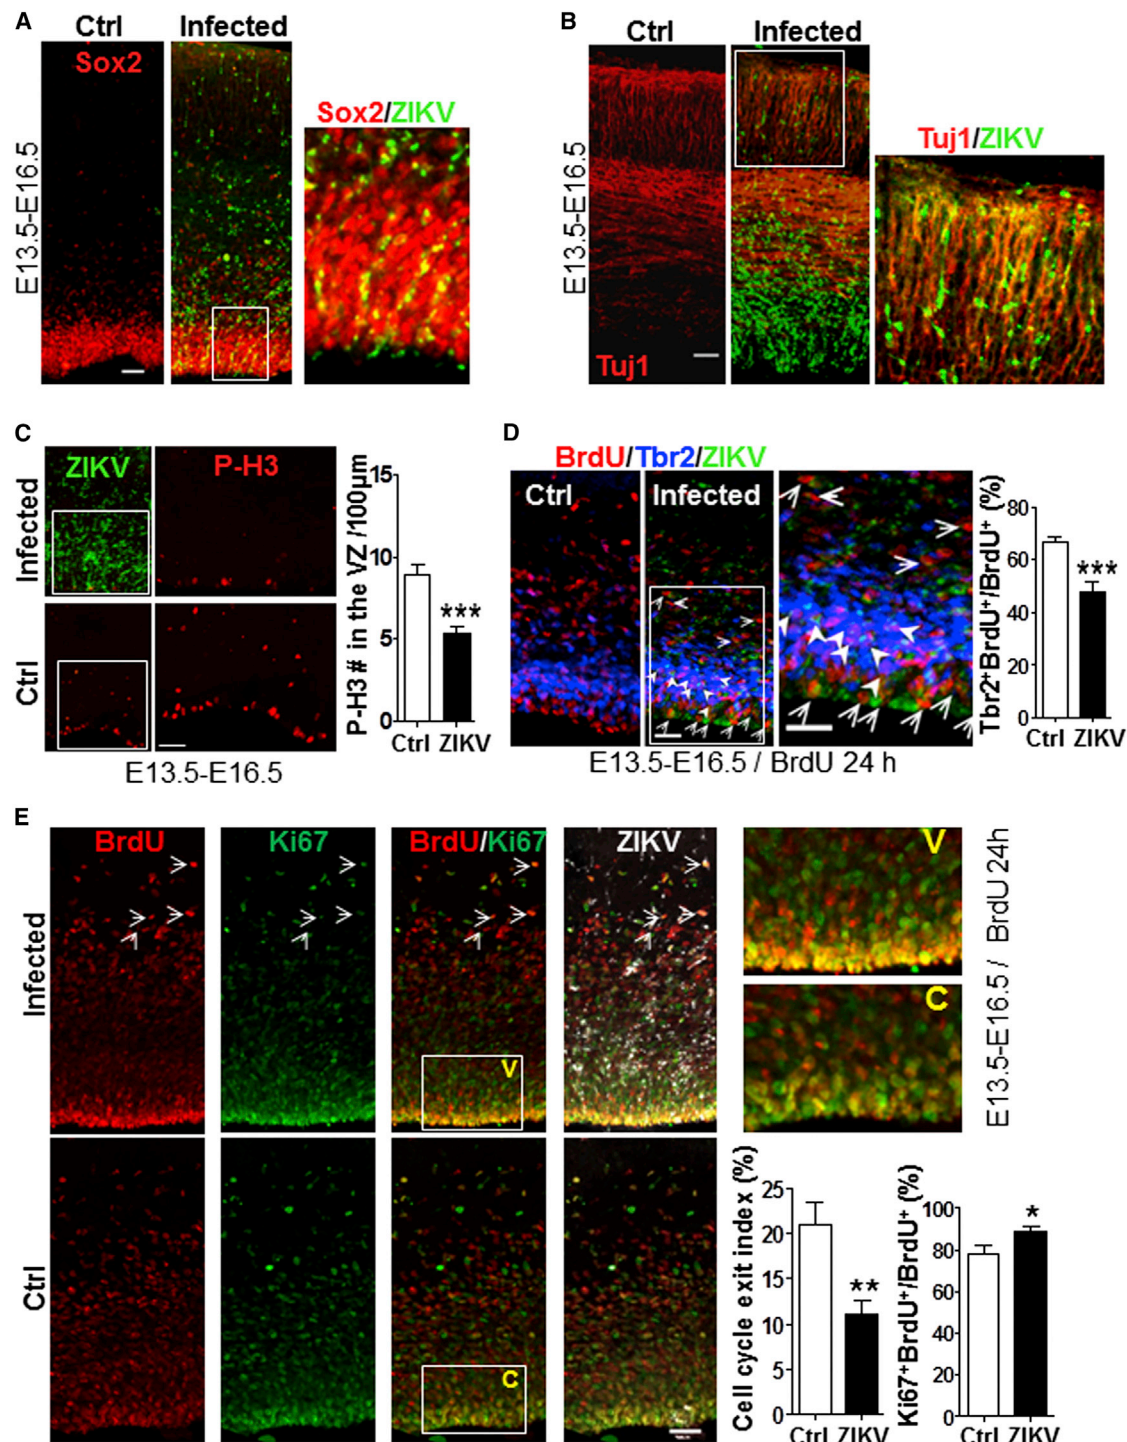 A
Ctrl
Infected
Sox2
Sox2/ZIKV
E13.5-E16.5
B
Ctrl
Infected
Tuj1
Tuj1/ZIKV
E13.5-E16.5
C
ZIKV
P-H3
Infected
Ctrl
E13.5-E16.5
P-H3 # in the VZ /100µm
15
10
5
0
***
Ctrl ZIKV
D
BrdU/Tbr2/ZIKV
Ctrl
Infected
E13.5-E16.5 / BrdU 24 h
Tbr2⁺BrdU⁺/BrdU⁺ (%)
80
60
40
20
0
***
Ctrl ZIKV
E
BrdU
Ki67
BrdU/Ki67
ZIKV
Infected
V
Ctrl
C
V
C
E13.5-E16.5 / BrdU 24h
Cell cycle exit index (%)
25
20
15
10
5
0
**
Ctrl ZIKV
Ki67⁺BrdU⁺/BrdU⁺ (%)
100
80
60
40
20
0
*
Ctrl ZIKV